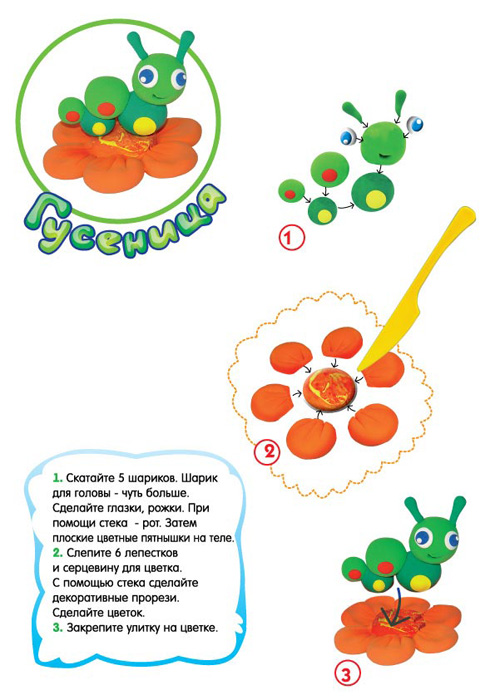 Гусеница
1
2
1. Скатайте 5 шариков. Шарик
для головы - чуть больше.
Сделайте глазки, рожки. При
помощи стека - рот. Затем
плоские цветные пятнышки на теле.
2. Слепите 6 лепестков
и серцевину для цветка.
С помощью стека сделайте
декоративные прорези.
Сделайте цветок.
3. Закрепите улитку на цветке.
3